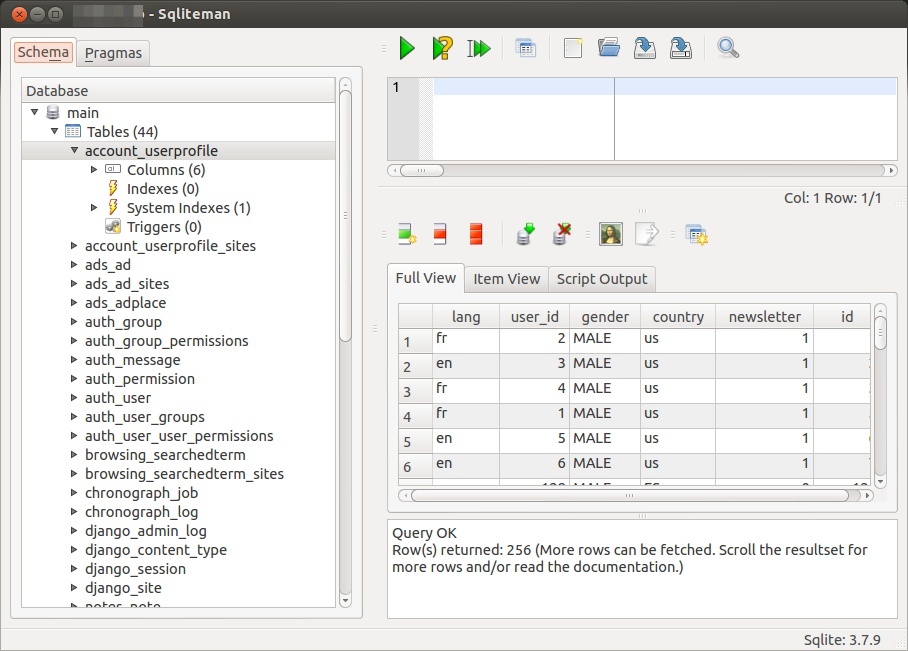 - Sqliteman
Schema Pragmas
Database
main
Tables (44)
account_userprofile
Columns (6)
Indexes (0)
System Indexes (1)
Triggers (0)
account_userprofile_sites
ads_ad
ads_ad_sites
ads_adplace
auth_group
auth_group_permissions
auth_message
auth_permission
auth_user
auth_user_groups
auth_user_user_permissions
browsing_searchedterm
browsing_searchedterm_sites
chronograph_job
chronograph_log
django_admin_log
django_content_type
django_session
django_site
notes_note
1
Col: 1 Row: 1/1
Full View Item View Script Output
lang user_id gender country newsletter id
1 fr 2 MALE us 1
2 en 3 MALE us 1
3 fr 4 MALE us 1
4 fr 1 MALE us 1
5 en 5 MALE us 1
6 en 6 MALE us 1
Query OK
Row(s) returned: 256 (More rows can be fetched. Scroll the resultset for
more rows and/or read the documentation.)
Sqlite: 3.7.9